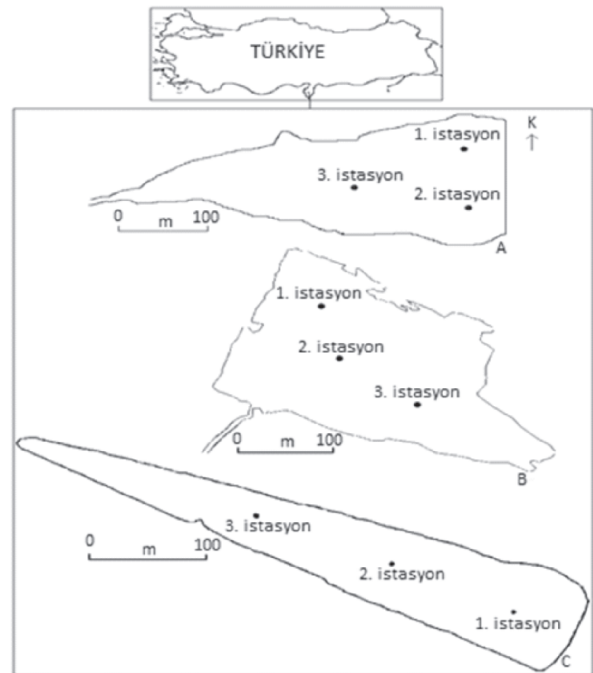 TÜRKİYE
K
↑
1. istasyon
3. istasyon
2. istasyon
0 m 100
A
1. istasyon
2. istasyon
3. istasyon
0 m 100
B
3. istasyon
0 m 100
2. istasyon
1. istasyon
C